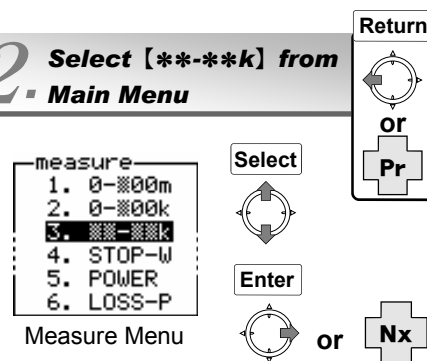 Return
2. Select【**-**k】from
Main Menu
or
Pr
measure
1. 0-※00m
2. 0-※00k
3. ※※-※※k
4. STOP-W
5. POWER
6. LOSS-P
Measure Menu
Select
Enter
or
Nx